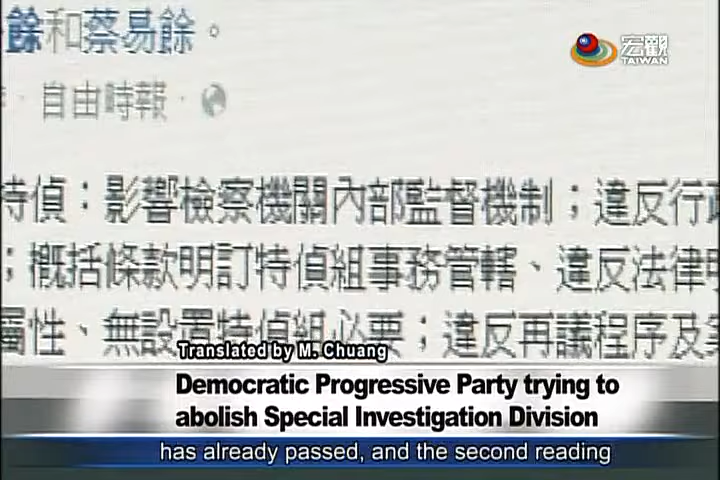 餘和蔡易餘。
宏觀
TAIWAN
自由時報
特偵：影響檢察機關內部監督機制；違反行政
；概括條款明訂特偵組事務管轄、違反法律明
屬性、無設置特偵組必要；違反再議程序及
Translated by M. Chuang
Democratic Progressive Party trying to
abolish Special Investigation Division
has already passed, and the second reading